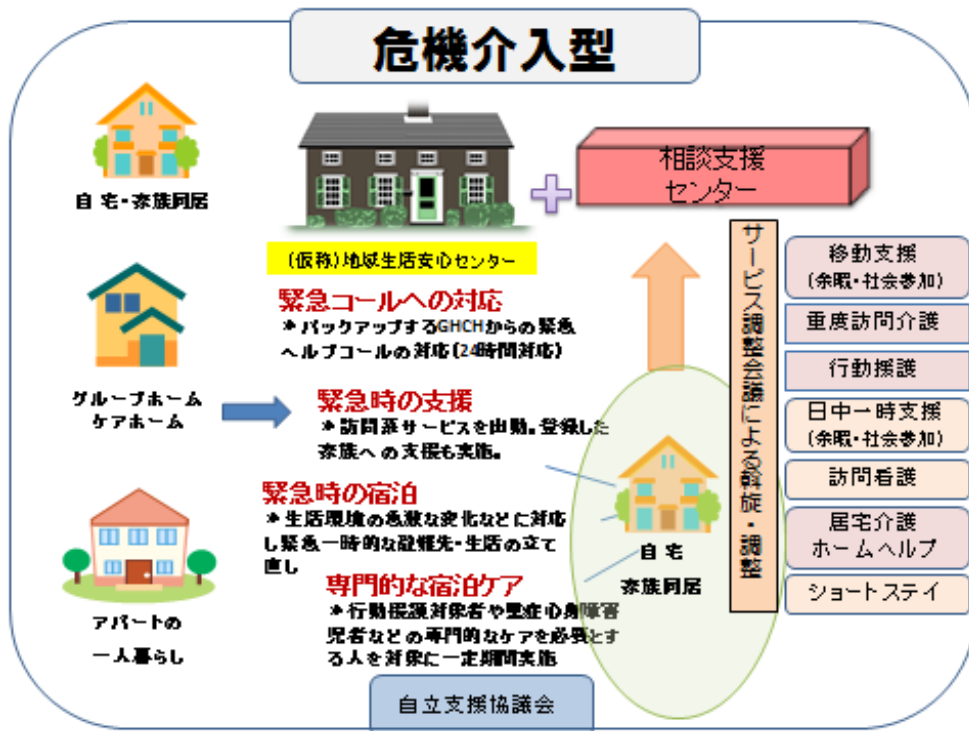 危機介入型
自宅・家族同居
相談支援
センター
(仮称)地域生活安心センター
緊急コールへの対応
＊バックアップするGHCHからの緊急
ヘルプコールの対応(24時間対応)
グループホーム
ケアホーム
緊急時の支援
＊訪問系サービスを出動。登録した
家族への支援も実施。
緊急時の宿泊
＊生活環境の急激な変化などに対応
し緊急一時的な避難先・生活の立て
直し
専門的な宿泊ケア
＊行動援護対象者や重症心身障害
児者などの専門的なケアを必要とす
る人を対象に一定期間実施
アパートの
一人暮らし
自宅
家族同居
サービス調整会議による斡旋・調整
移動支援
(余暇・社会参加)
重度訪問介護
行動援護
日中一時支援
(余暇・社会参加)
訪問看護
居宅介護
ホームヘルプ
ショートステイ
自立支援協議会